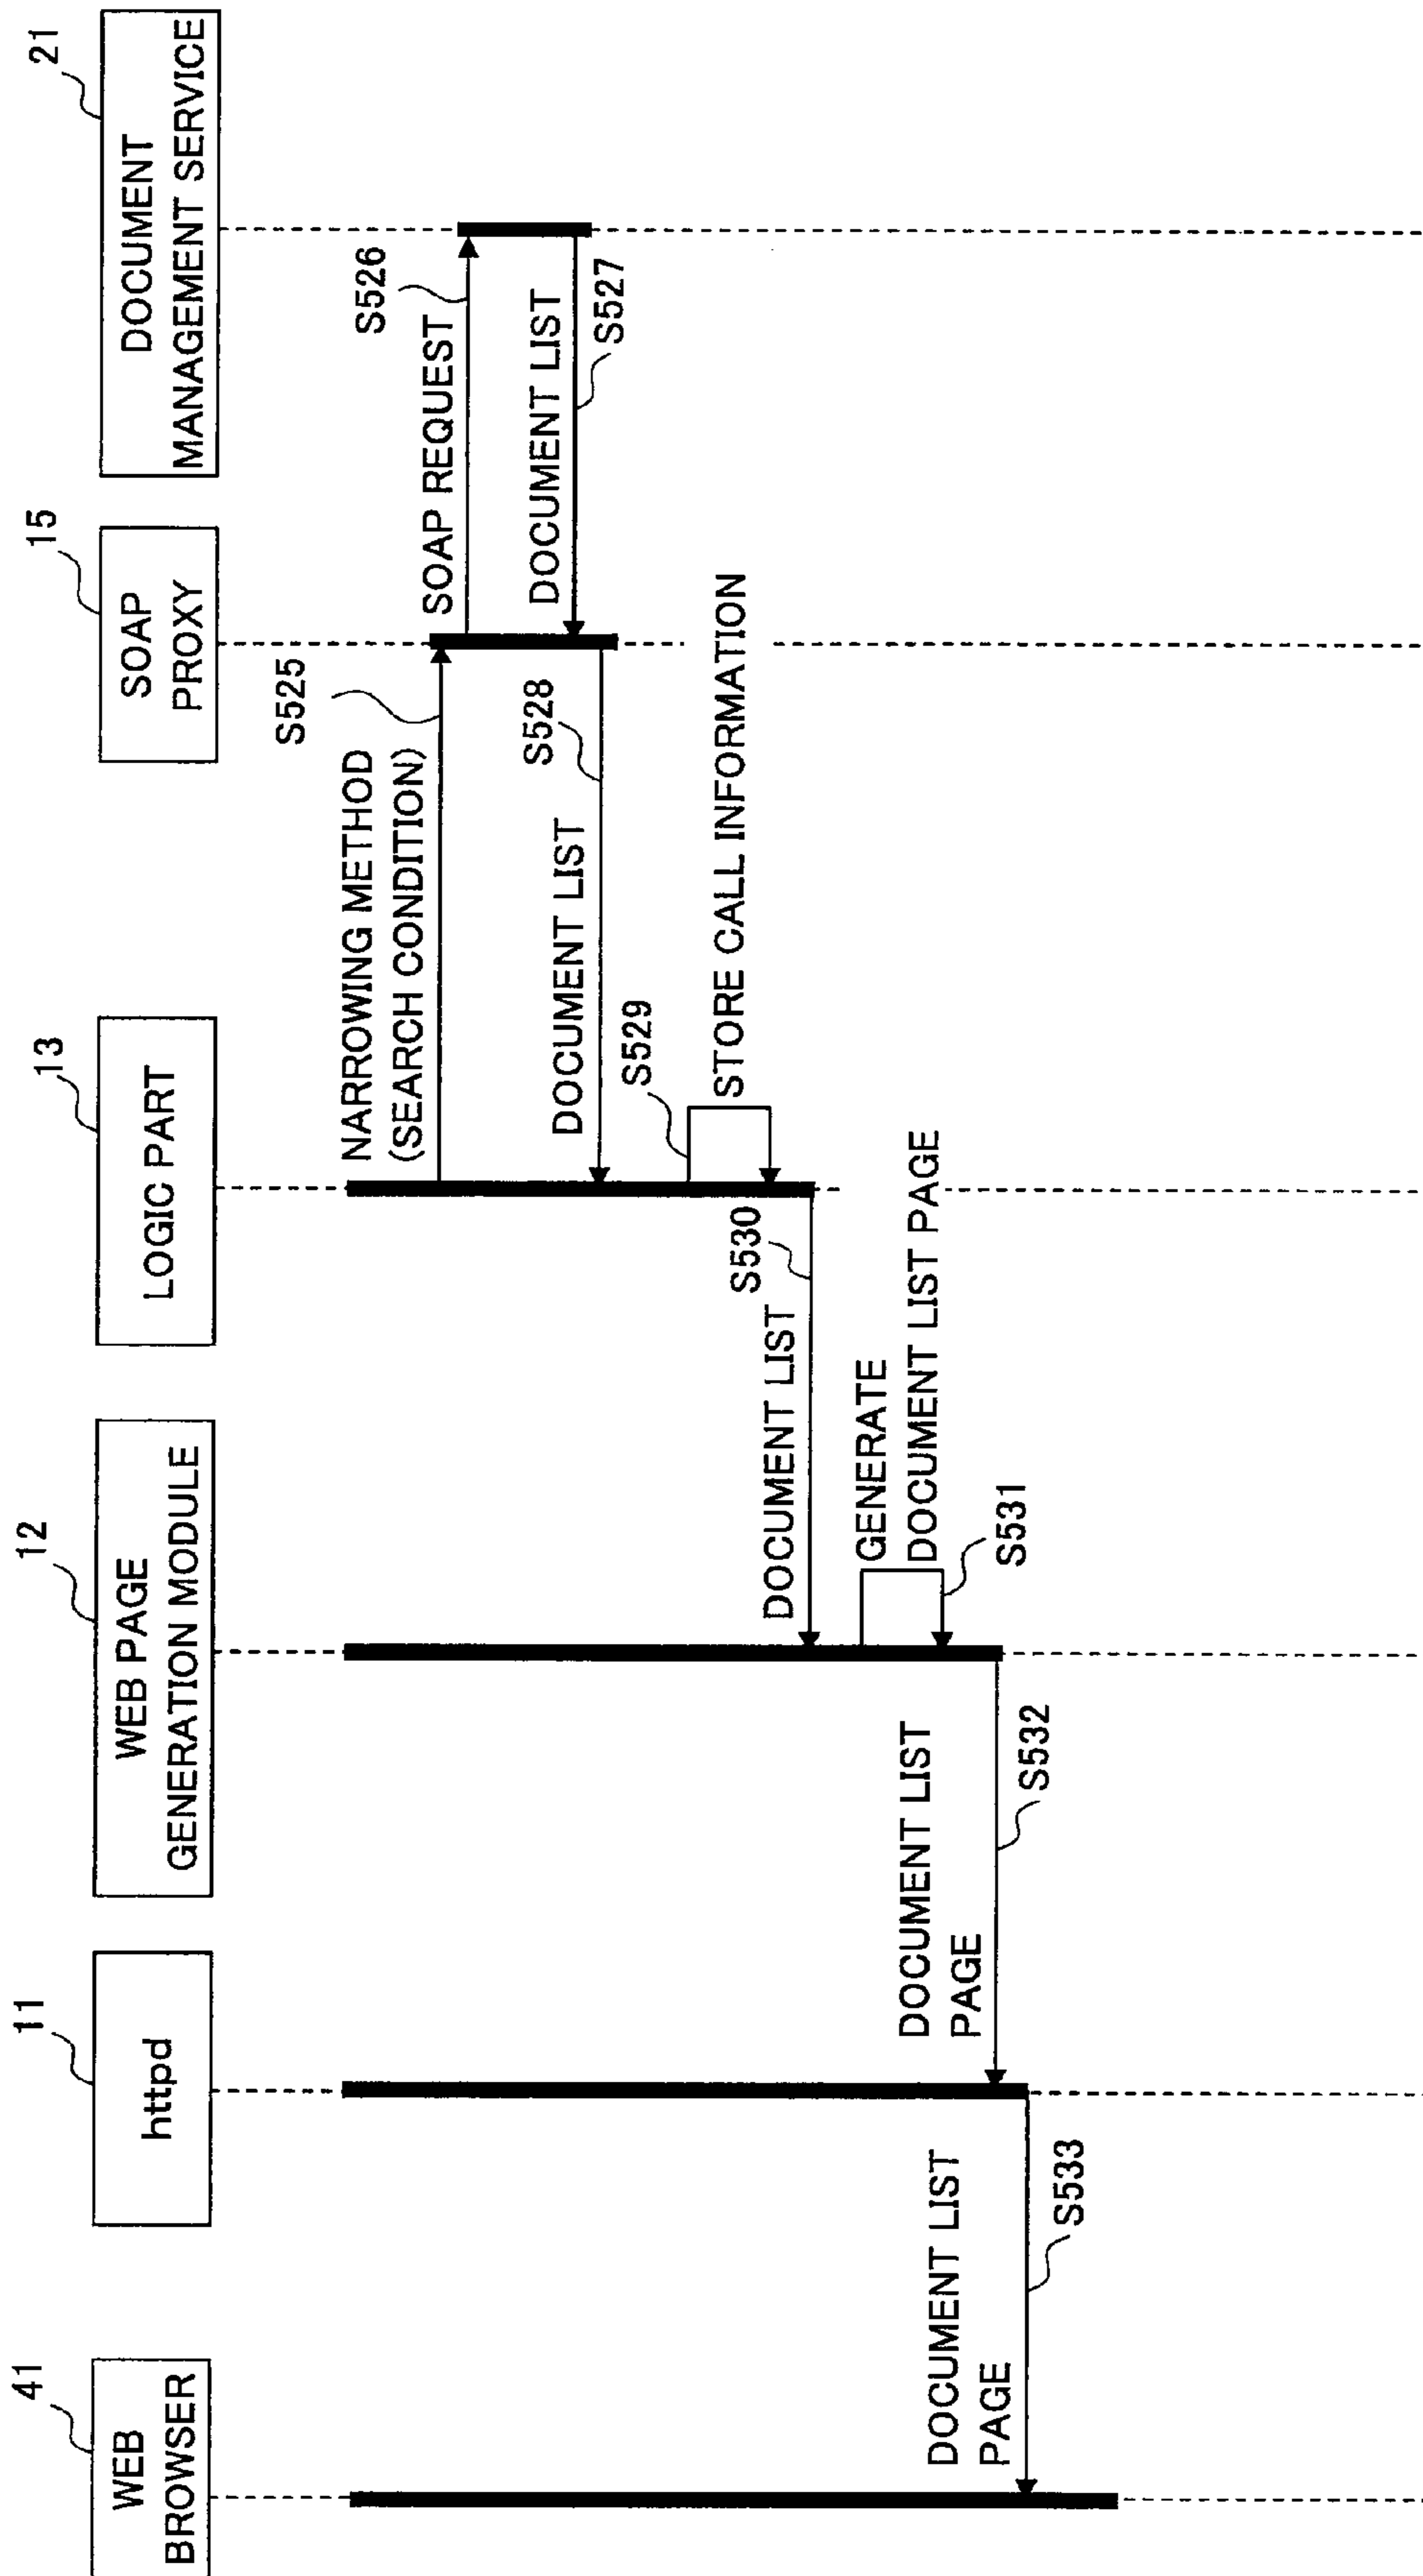 41
WEB
BROWSER
11
httpd
12
WEB PAGE
GENERATION MODULE
13
LOGIC PART
15
SOAP
PROXY
21
DOCUMENT
MANAGEMENT SERVICE
NARROWING METHOD
(SEARCH CONDITION)
S525
SOAP REQUEST
S526
DOCUMENT LIST
S527
DOCUMENT LIST
S528
S529
STORE CALL INFORMATION
DOCUMENT LIST
S530
GENERATE
DOCUMENT LIST PAGE
S531
DOCUMENT LIST
PAGE
S532
DOCUMENT LIST
PAGE
S533